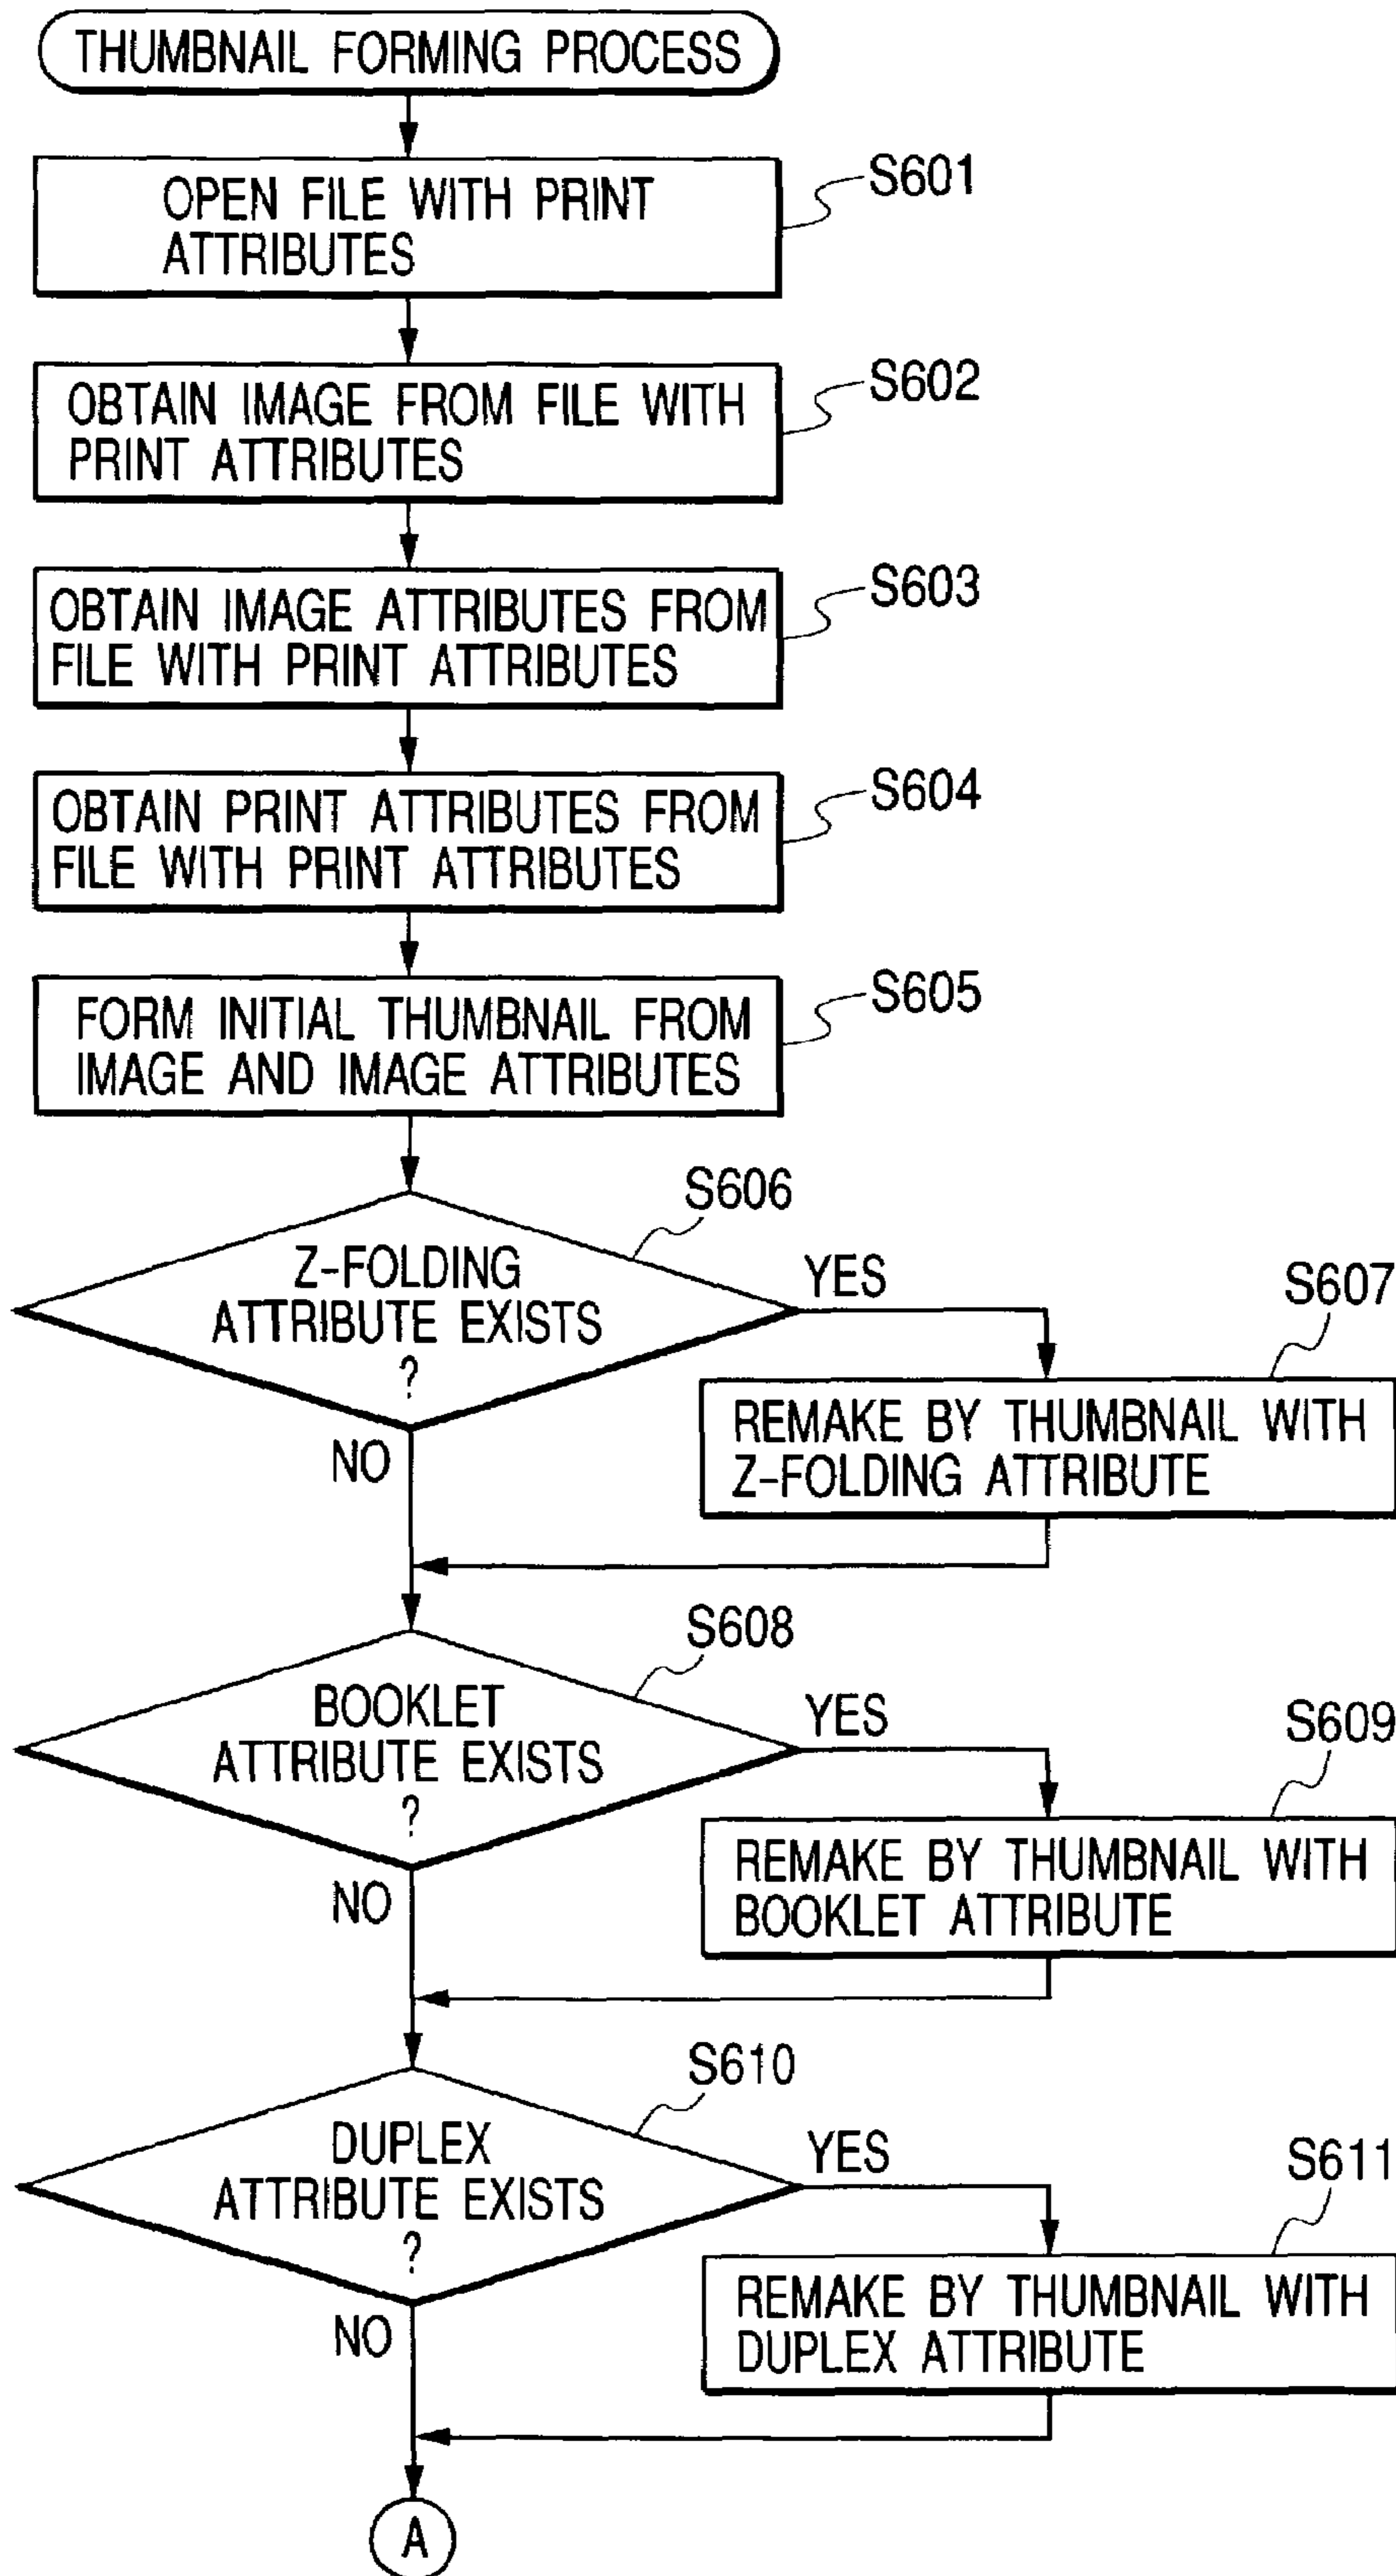 THUMBNAIL FORMING PROCESS
OPEN FILE WITH PRINT
ATTRIBUTES
S601
OBTAIN IMAGE FROM FILE WITH
PRINT ATTRIBUTES
S602
OBTAIN IMAGE ATTRIBUTES FROM
FILE WITH PRINT ATTRIBUTES
S603
OBTAIN PRINT ATTRIBUTES FROM
FILE WITH PRINT ATTRIBUTES
S604
FORM INITIAL THUMBNAIL FROM
IMAGE AND IMAGE ATTRIBUTES
S605
S606
Z-FOLDING
ATTRIBUTE EXISTS
?
YES
NO
S607
REMAKE BY THUMBNAIL WITH
Z-FOLDING ATTRIBUTE
S608
BOOKLET
ATTRIBUTE EXISTS
?
YES
NO
S609
REMAKE BY THUMBNAIL WITH
BOOKLET ATTRIBUTE
S610
DUPLEX
ATTRIBUTE EXISTS
?
YES
NO
S611
REMAKE BY THUMBNAIL WITH
DUPLEX ATTRIBUTE
A